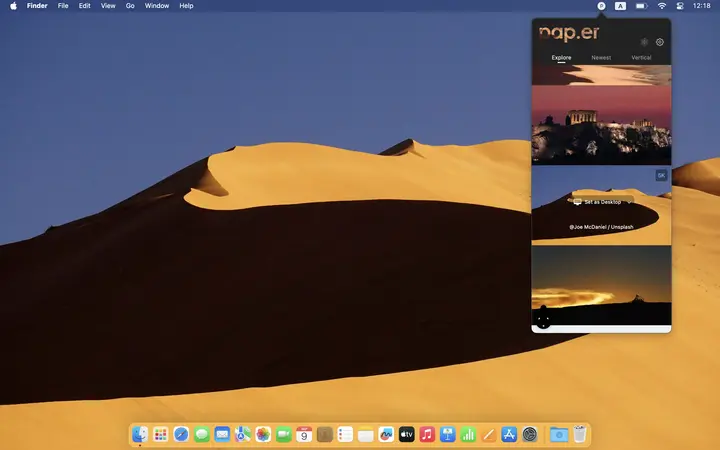 Finder File Edit View Go Window Help
P A 12:18
pap.er
Explore Newest Vertical
5K
Set as Desktop
@Joe McDaniel / Unsplash
9
tv